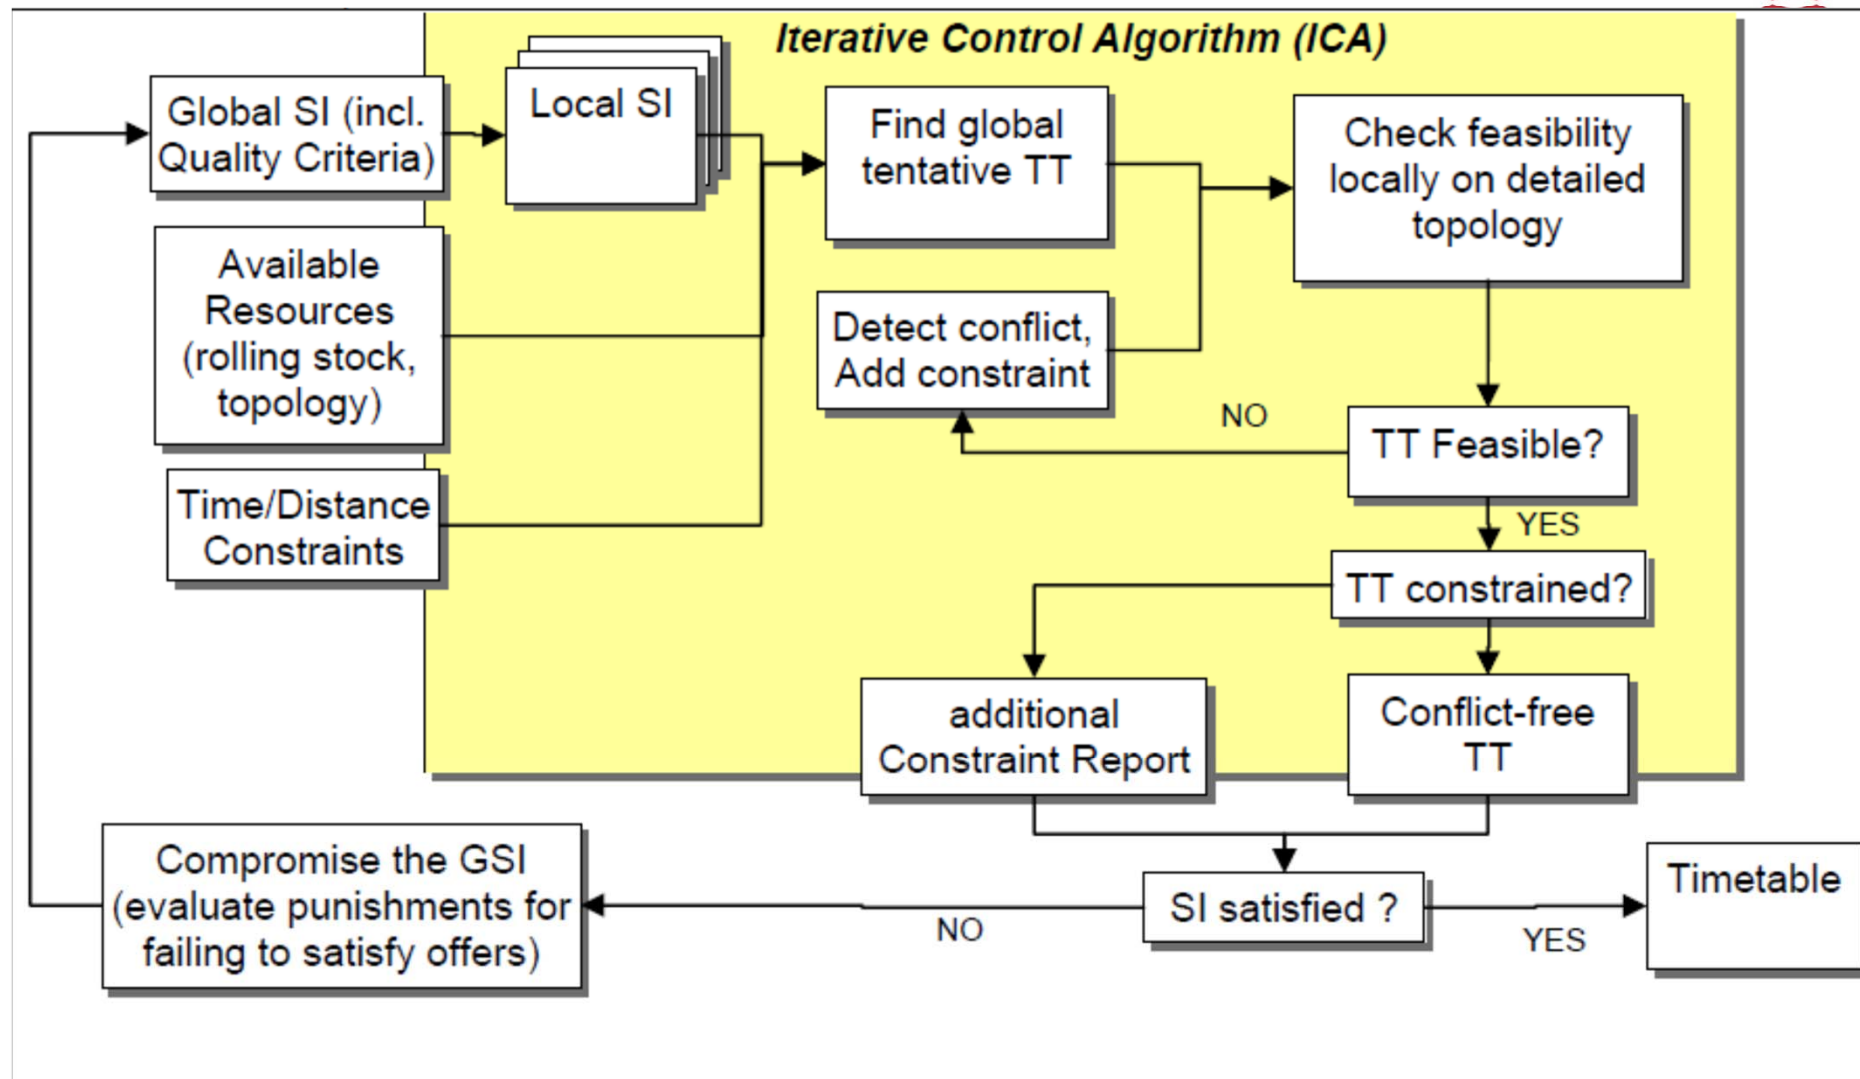 Iterative Control Algorithm (ICA)
Global SI (incl.
Quality Criteria)
Local SI
Find global
tentative TT
Check feasibility
locally on detailed
topology
Available
Resources
(rolling stock,
topology)
Detect conflict,
Add constraint
NO
TT Feasible?
YES
Time/Distance
Constraints
TT constrained?
additional
Constraint Report
Conflict-free
TT
Compromise the GSI
(evaluate punishments for
failing to satisfy offers)
NO
SI satisfied ?
YES
Timetable